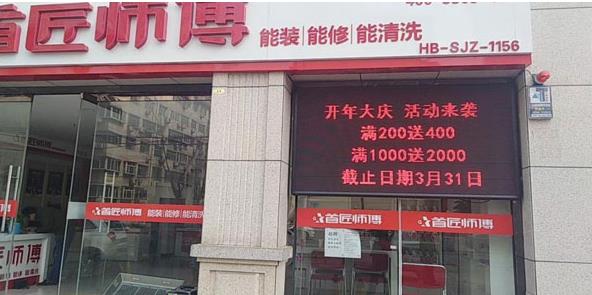 首匠师傅
能装|能修|能清洗
HB-SJZ-1156
开年大庆 活动来袭
满200送400
满1000送2000
截止日期3月31日
首匠师傅 能装|能修|能清洗
首匠师傅
首匠师傅